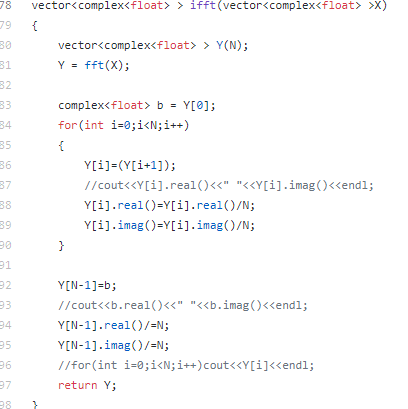 78 vector<complex<float> > ifft(vector<complex<float> >X)
79 {
80     vector<complex<float> > Y(N);
81     Y = fft(X);
82
83     complex<float> b = Y[0];
84     for(int i=0;i<N;i++)
85     {
86         Y[i]=(Y[i+1]);
87         //cout<<Y[i].real()<<" "<<Y[i].imag()<<endl;
88         Y[i].real()=Y[i].real()/N;
89         Y[i].imag()=Y[i].imag()/N;
90     }
91
92     Y[N-1]=b;
93     //cout<<b.real()<<" "<<b.imag()<<endl;
94     Y[N-1].real()/=N;
95     Y[N-1].imag()/=N;
96     //for(int i=0;i<N;i++)cout<<Y[i]<<endl;
97     return Y;
98 }